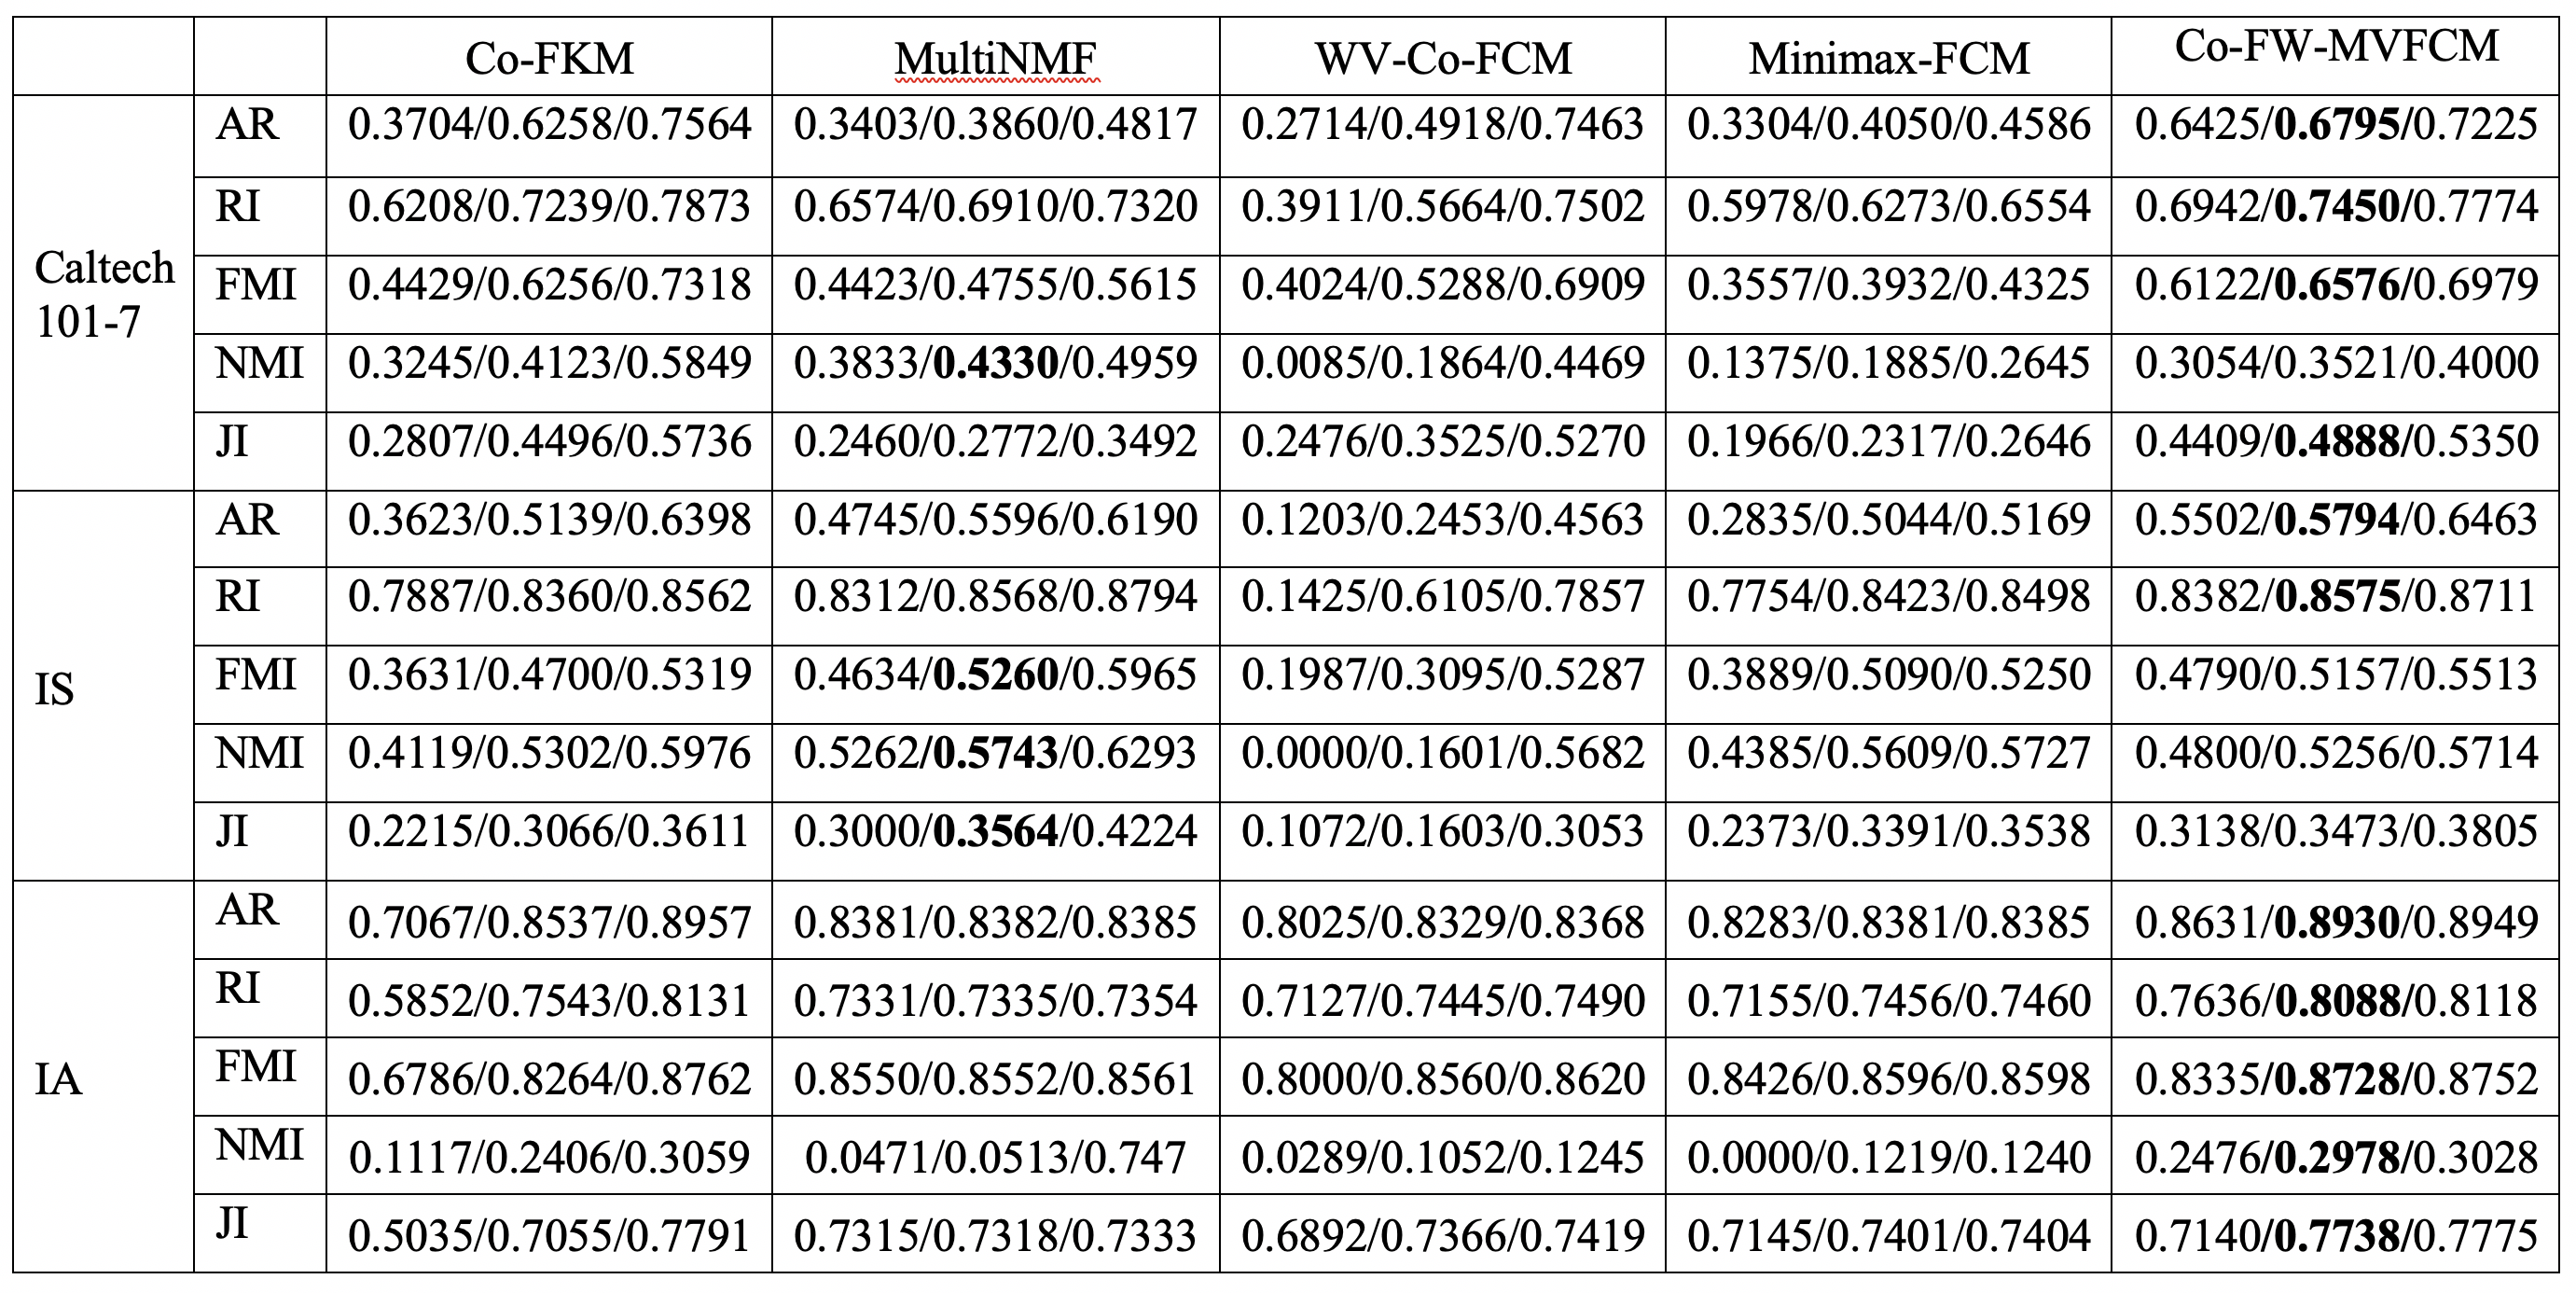 Co-FKM MultiNMF WV-Co-FCM Minimax-FCM Co-FW-MVFCM
Caltech 101-7
AR 0.3704/0.6258/0.7564 0.3403/0.3860/0.4817 0.2714/0.4918/0.7463 0.3304/0.4050/0.4586 0.6425/0.6795/0.7225
RI 0.6208/0.7239/0.7873 0.6574/0.6910/0.7320 0.3911/0.5664/0.7502 0.5978/0.6273/0.6554 0.6942/0.7450/0.7774
FMI 0.4429/0.6256/0.7318 0.4423/0.4755/0.5615 0.4024/0.5288/0.6909 0.3557/0.3932/0.4325 0.6122/0.6576/0.6979
NMI 0.3245/0.4123/0.5849 0.3833/0.4330/0.4959 0.0085/0.1864/0.4469 0.1375/0.1885/0.2645 0.3054/0.3521/0.4000
JI 0.2807/0.4496/0.5736 0.2460/0.2772/0.3492 0.2476/0.3525/0.5270 0.1966/0.2317/0.2646 0.4409/0.4888/0.5350
IS
AR 0.3623/0.5139/0.6398 0.4745/0.5596/0.6190 0.1203/0.2453/0.4563 0.2835/0.5044/0.5169 0.5502/0.5794/0.6463
RI 0.7887/0.8360/0.8562 0.8312/0.8568/0.8794 0.1425/0.6105/0.7857 0.7754/0.8423/0.8498 0.8382/0.8575/0.8711
FMI 0.3631/0.4700/0.5319 0.4634/0.5260/0.5965 0.1987/0.3095/0.5287 0.3889/0.5090/0.5250 0.4790/0.5157/0.5513
NMI 0.4119/0.5302/0.5976 0.5262/0.5743/0.6293 0.0000/0.1601/0.5682 0.4385/0.5609/0.5727 0.4800/0.5256/0.5714
JI 0.2215/0.3066/0.3611 0.3000/0.3564/0.4224 0.1072/0.1603/0.3053 0.2373/0.3391/0.3538 0.3138/0.3473/0.3805
IA
AR 0.7067/0.8537/0.8957 0.8381/0.8382/0.8385 0.8025/0.8329/0.8368 0.8283/0.8381/0.8385 0.8631/0.8930/0.8949
RI 0.5852/0.7543/0.8131 0.7331/0.7335/0.7354 0.7127/0.7445/0.7490 0.7155/0.7456/0.7460 0.7636/0.8088/0.8118
FMI 0.6786/0.8264/0.8762 0.8550/0.8552/0.8561 0.8000/0.8560/0.8620 0.8426/0.8596/0.8598 0.8335/0.8728/0.8752
NMI 0.1117/0.2406/0.3059 0.0471/0.0513/0.747 0.0289/0.1052/0.1245 0.0000/0.1219/0.1240 0.2476/0.2978/0.3028
JI 0.5035/0.7055/0.7791 0.7315/0.7318/0.7333 0.6892/0.7366/0.7419 0.7145/0.7401/0.7404 0.7140/0.7738/0.7775